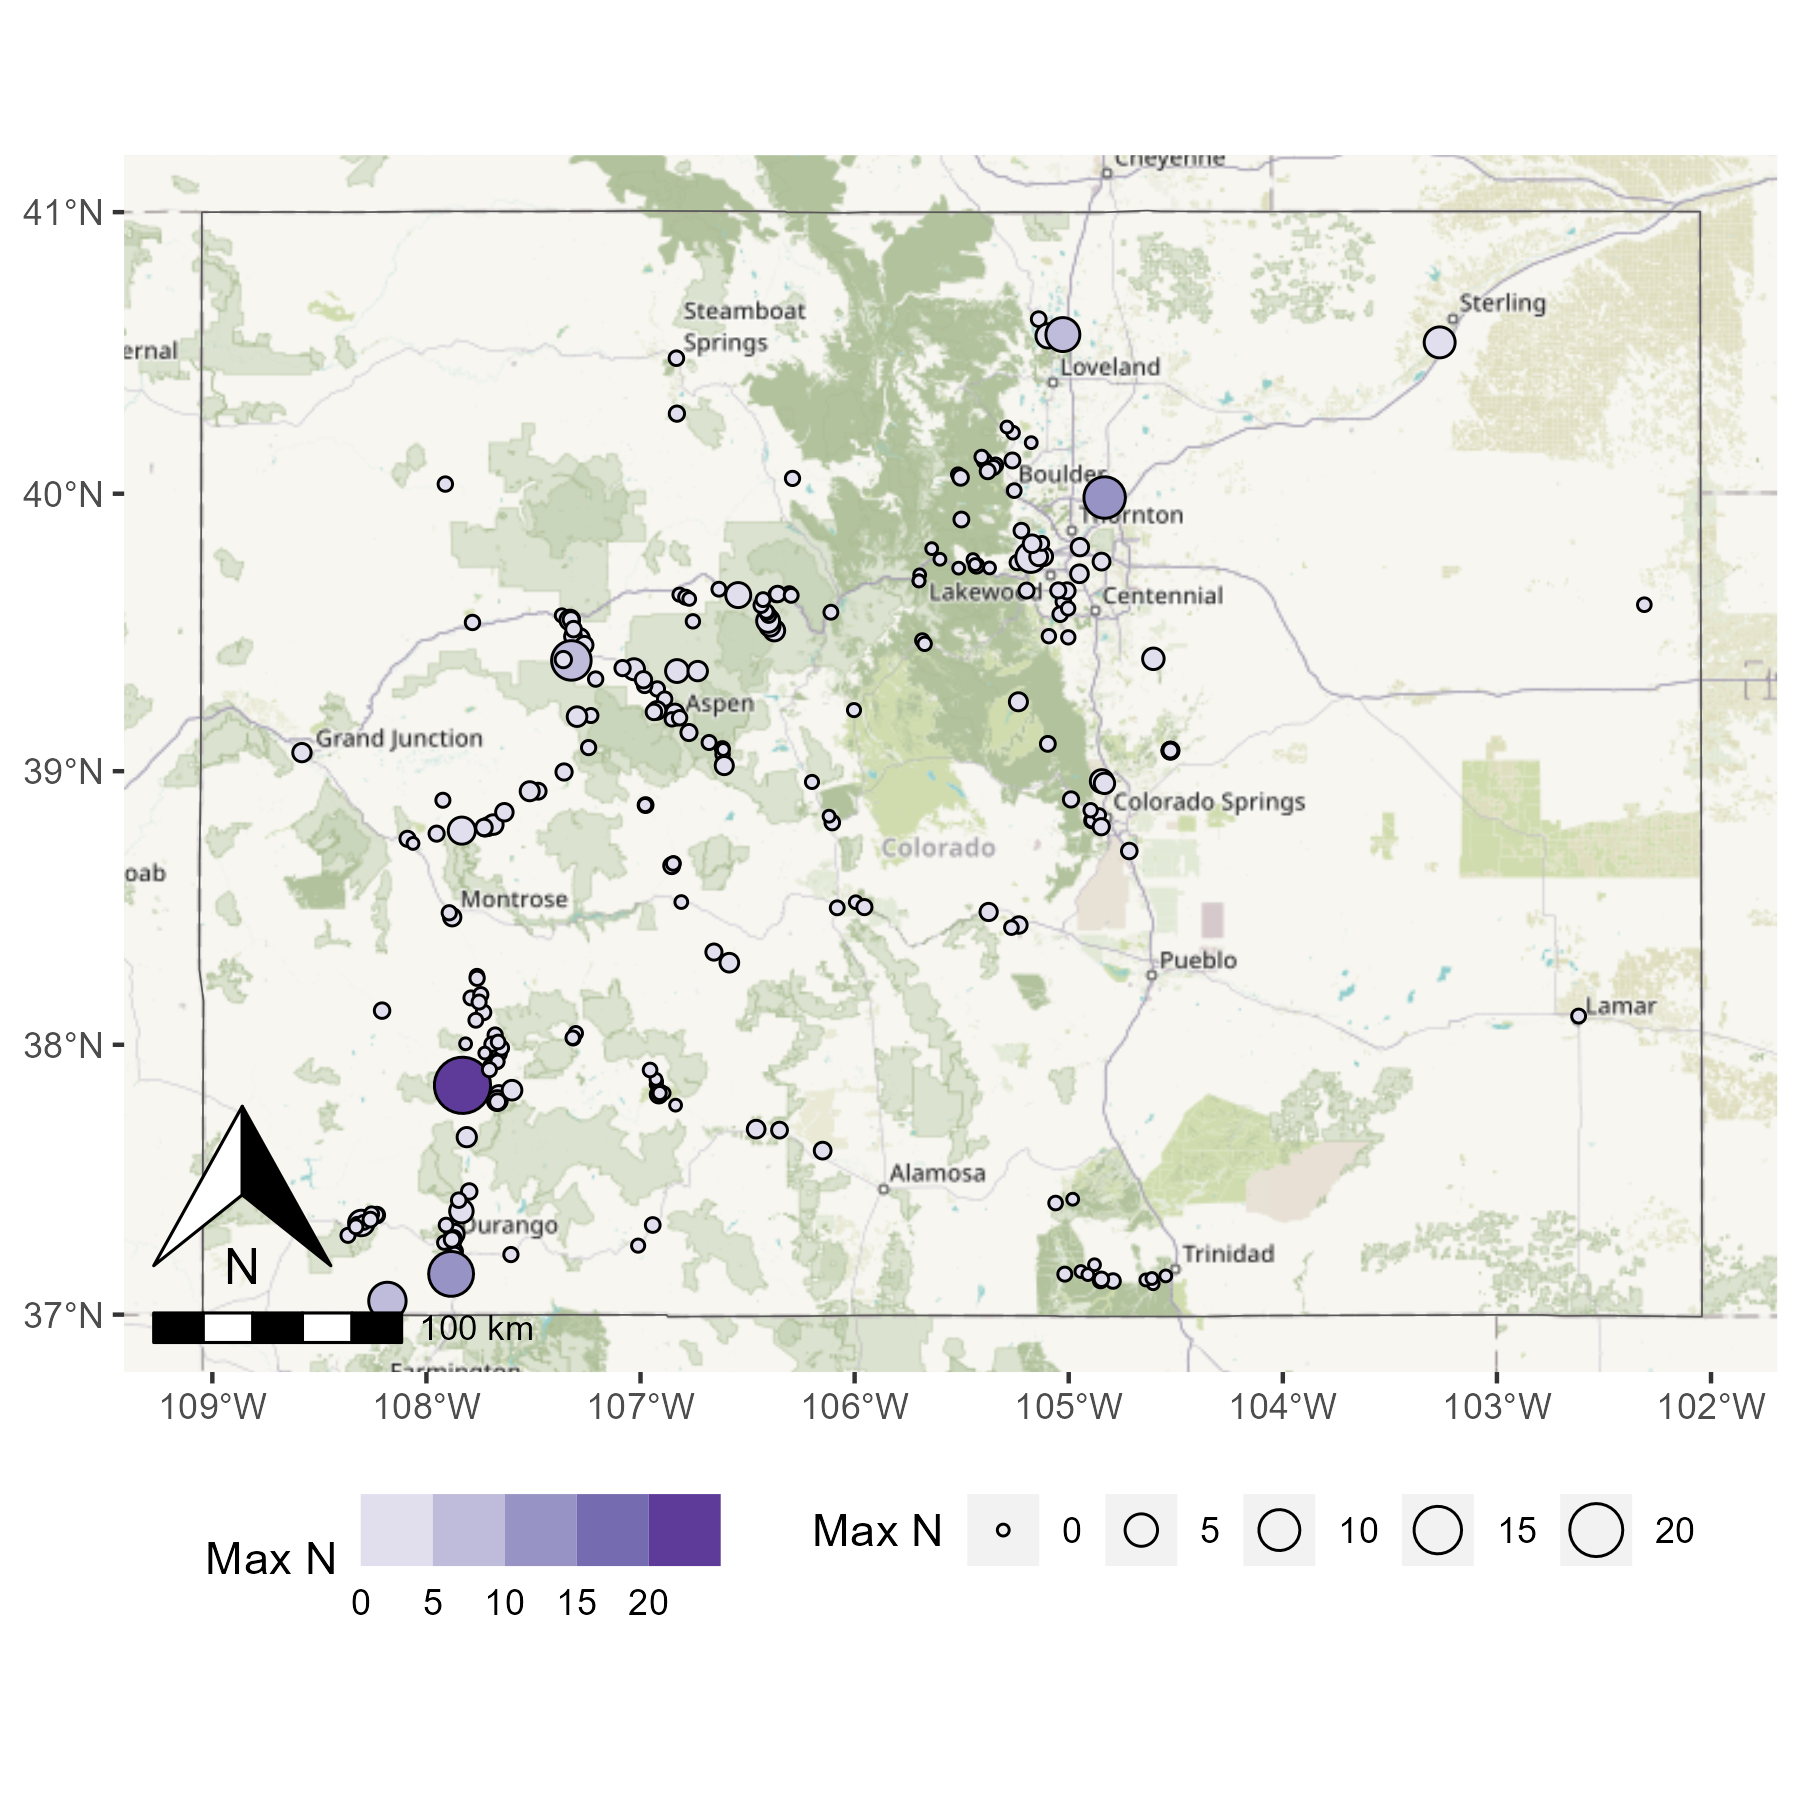 Cheyenne
41°N
Sterling
Steamboat
Springs
ernal
Loveland
40°N
Boulder
Thornton
Lakewood
Centennial
Aspen
Grand Junction
39°N
Colorado Springs
Colorado
oab
Montrose
Pueblo
Lamar
38°N
Alamosa
Durango
Trinidad
N
37°N
100 km
Farmington
109°W 108°W 107°W 106°W 105°W 104°W 103°W 102°W
Max N
0 5 10 15 20
Max N 0 5 10 15 20